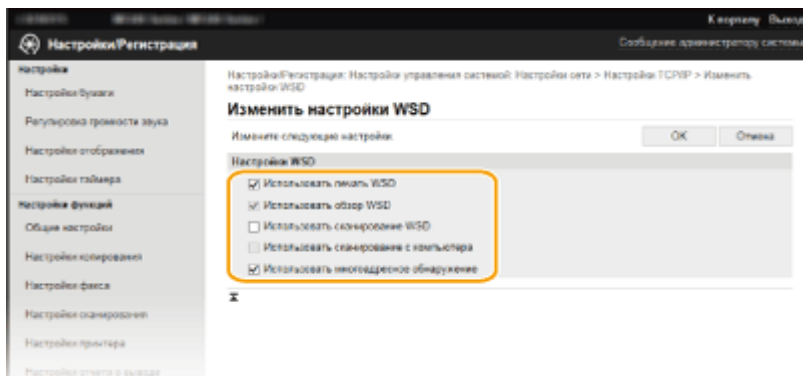 К порталу Выход
Настройки/Регистрация
Сообщение администратору системы
Настройки
Настройки бумаги
Регулировка громкости звука
Настройки отображения
Настройки таймера
Настройки функций
Общие настройки
Настройки копирования
Настройки факса
Настройки сканирования
Настройки принтера
Настройки отчета о выводе
Настройки/Регистрация: Настройки управления системой: Настройки сети > Настройки TCP/IP > Изменить
настройки WSD
Изменить настройки WSD
Измените следующие настройки:
OK Отмена
Настройки WSD
Использовать печать WSD
Использовать обзор WSD
Использовать сканирование WSD
Использовать сканирование с компьютера
Использовать многоадресное обнаружение